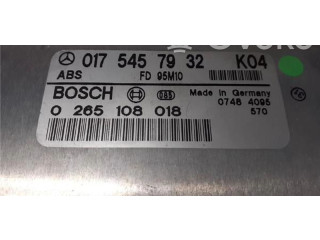 017 545 79 32 K04
ABS FD 95M10
BOSCH
0 265 108 018
Made in Germany
0748 4095
570